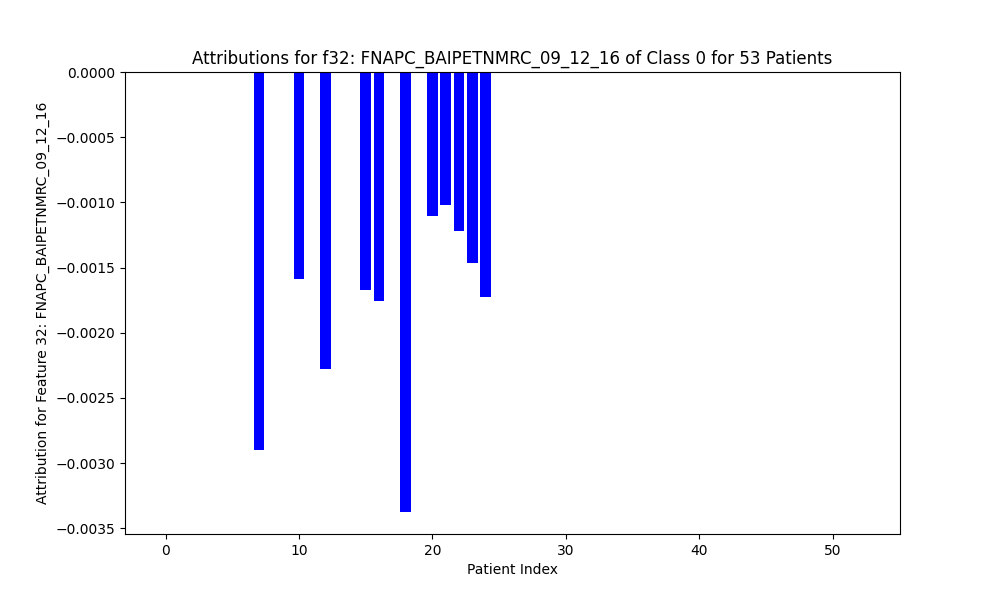 Attributions for f32: FNAPC_BAIPETNMRC_09_12_16 of Class 0 for 53 Patients
Attribution for Feature 32: FNAPC_BAIPETNMRC_09_12_16
0.0000
−0.0005
−0.0010
−0.0015
−0.0020
−0.0025
−0.0030
−0.0035
0 10 20 30 40 50
Patient Index